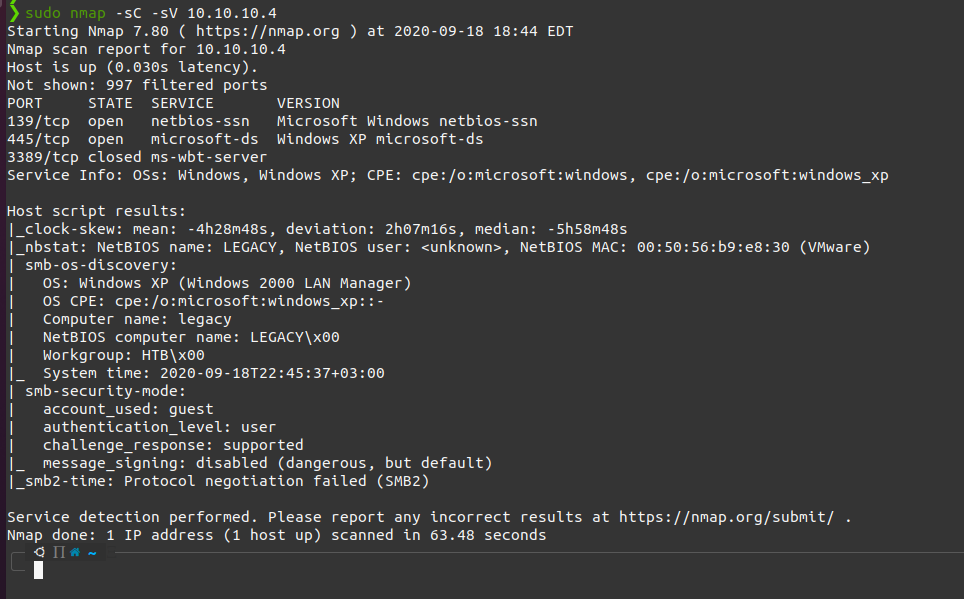 ❯ sudo nmap -sC -sV 10.10.10.4
Starting Nmap 7.80 ( https://nmap.org ) at 2020-09-18 18:44 EDT
Nmap scan report for 10.10.10.4
Host is up (0.030s latency).
Not shown: 997 filtered ports
PORT     STATE  SERVICE       VERSION
139/tcp  open   netbios-ssn   Microsoft Windows netbios-ssn
445/tcp  open   microsoft-ds  Windows XP microsoft-ds
3389/tcp closed ms-wbt-server
Service Info: OSs: Windows, Windows XP; CPE: cpe:/o:microsoft:windows, cpe:/o:microsoft:windows_xp
Host script results:
|_clock-skew: mean: -4h28m48s, deviation: 2h07m16s, median: -5h58m48s
|_nbstat: NetBIOS name: LEGACY, NetBIOS user: <unknown>, NetBIOS MAC: 00:50:56:b9:e8:30 (VMware)
| smb-os-discovery:
|   OS: Windows XP (Windows 2000 LAN Manager)
|   OS CPE: cpe:/o:microsoft:windows_xp::-
|   Computer name: legacy
|   NetBIOS computer name: LEGACY\x00
|   Workgroup: HTB\x00
|_  System time: 2020-09-18T22:45:37+03:00
| smb-security-mode:
|   account_used: guest
|   authentication_level: user
|   challenge_response: supported
|_  message_signing: disabled (dangerous, but default)
|_smb2-time: Protocol negotiation failed (SMB2)
Service detection performed. Please report any incorrect results at https://nmap.org/submit/ .
Nmap done: 1 IP address (1 host up) scanned in 63.48 seconds
~